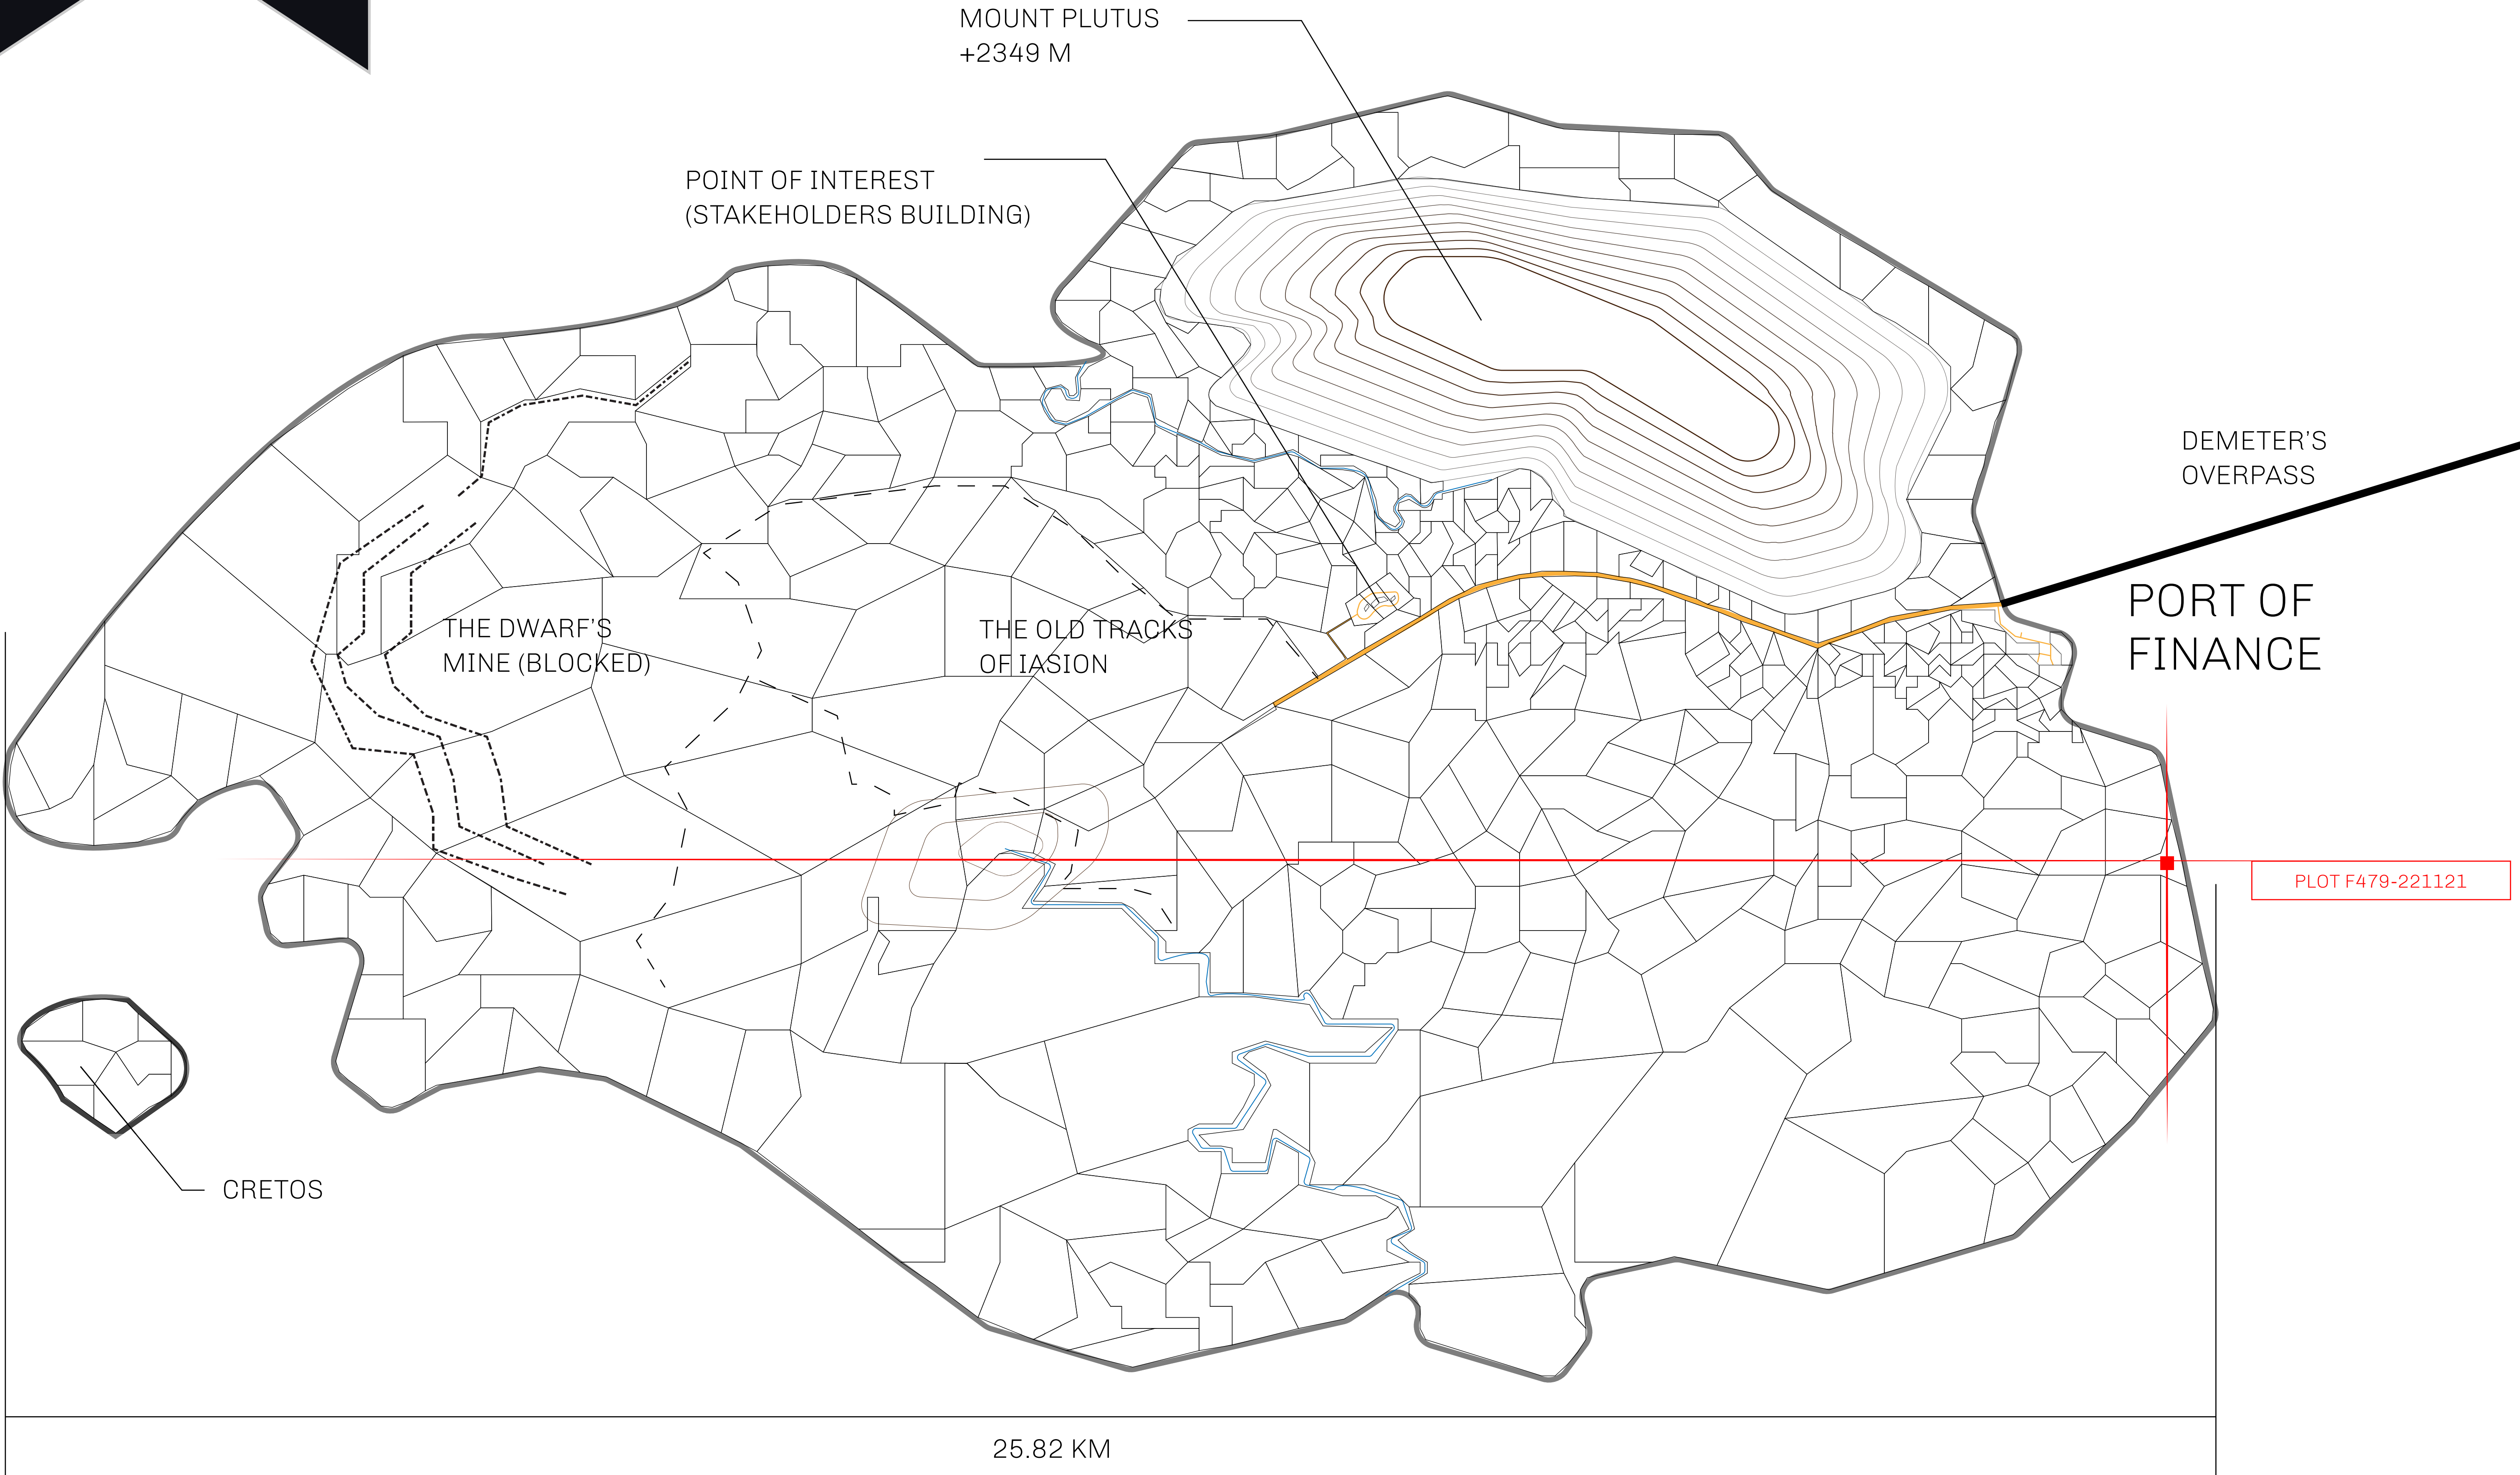 MOUNT PLUTUS
+2349 M
POINT OF INTEREST
(STAKEHOLDERS BUILDING)
DEMETER'S
OVERPASS
PORT OF
FINANCE
THE DWARF'S
MINE (BLOCKED)
THE OLD TRACKS
OF IASION
PLOT F479-221121
CRETOS
25.82 KM